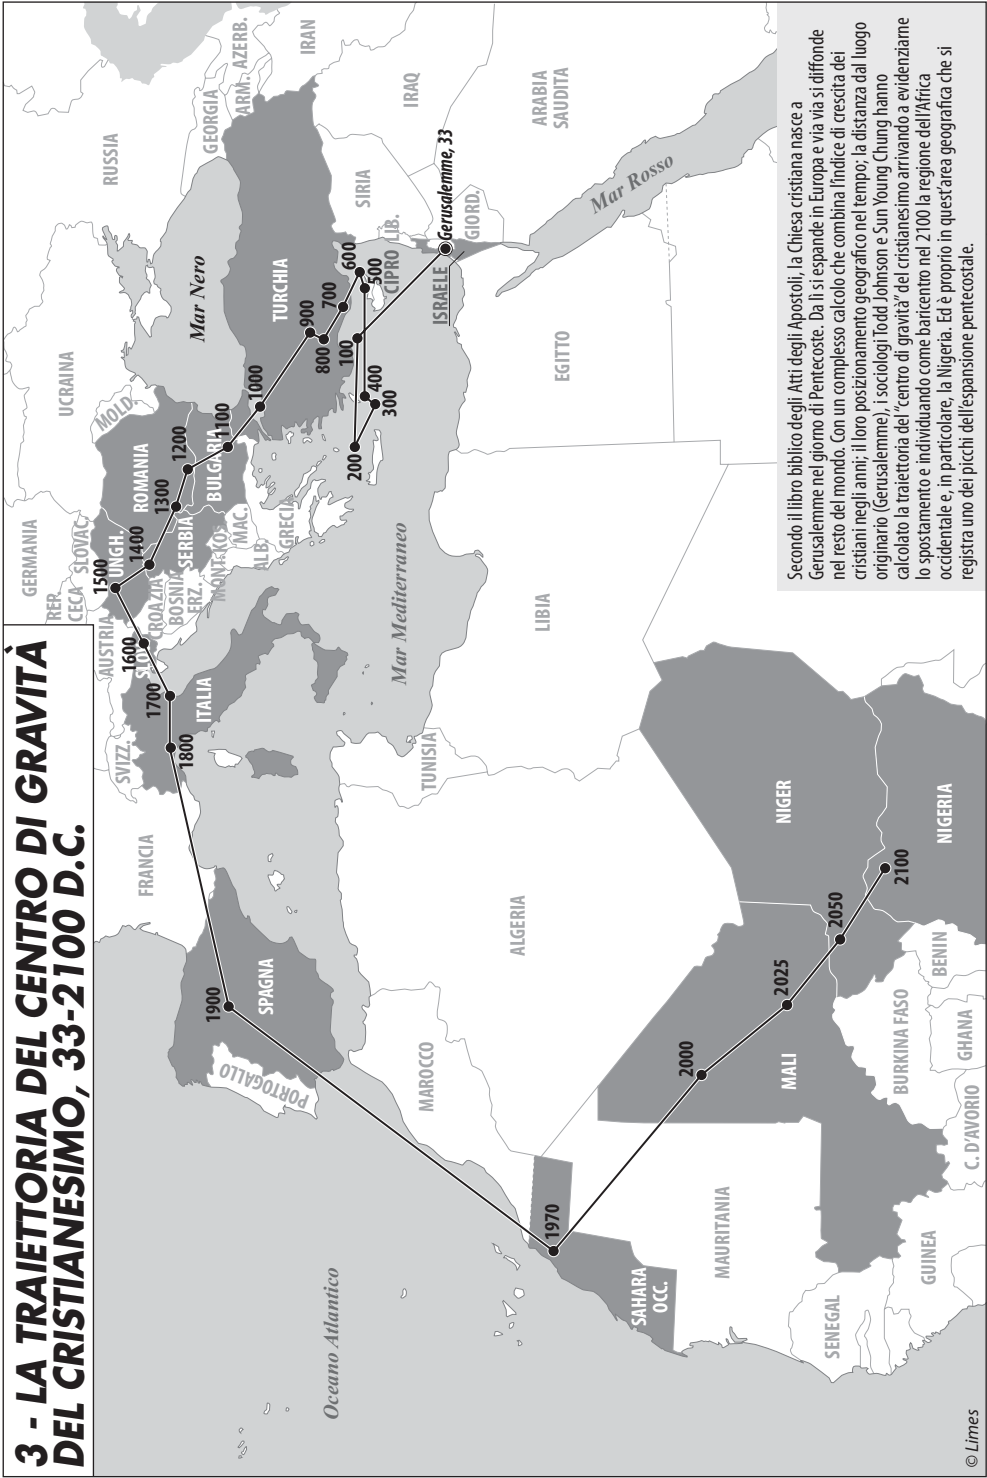 3 - LA TRAIETTORIA DEL CENTRO DI GRAVITÀ
DEL CRISTIANESIMO, 33-2100 D.C.
GERMANIA
REP.
CECA
SLOVAC.
AUSTRIA
UNGH.
SVIZZ.
SLO.
CROAZIA
BOSNIA
ERZ.
SERBIA
MONT.
KOS.
MAC.
ALB.
GRECIA
ROMANIA
BULGARIA
MOLD.
UCRAINA
RUSSIA
GEORGIA
ARM.
AZERB.
IRAN
IRAQ
SIRIA
LIB.
GIORD.
ISRAELE
CIPRO
TURCHIA
ARABIA
SAUDITA
EGITTO
LIBIA
TUNISIA
ALGERIA
MAROCCO
FRANCIA
ITALIA
SPAGNA
PORTOGALLO
SAHARA
OCC.
MAURITANIA
SENEGAL
GUINEA
MALI
C. D'AVORIO
BURKINA FASO
GHANA
BENIN
NIGER
NIGERIA
Mar Nero
Mar Mediterraneo
Mar Rosso
Oceano Atlantico
Gerusalemme, 33
100
200
300
400
500
600
700
800
900
1000
1100
1200
1300
1400
1500
1600
1700
1800
1900
1970
2000
2025
2050
2100
Secondo il libro biblico degli Atti degli Apostoli, la Chiesa cristiana nasce a
Gerusalemme nel giorno di Pentecoste. Da lì si espande in Europa e via via si diffonde
nel resto del mondo. Con un complesso calcolo che combina l'indice di crescita dei
cristiani negli anni; il loro posizionamento geografico nel tempo; la distanza dal luogo
originario (Gerusalemme), i sociologi Todd Johnson e Sun Young Chung hanno
calcolato la traiettoria del "centro di gravità" del cristianesimo arrivando a evidenziarne
lo spostamento e individuando come baricentro nel 2100 la regione dell'Africa
occidentale e, in particolare, la Nigeria. Ed è proprio in quest'area geografica che si
registra uno dei picchi dell'espansione pentecostale.
© Limes